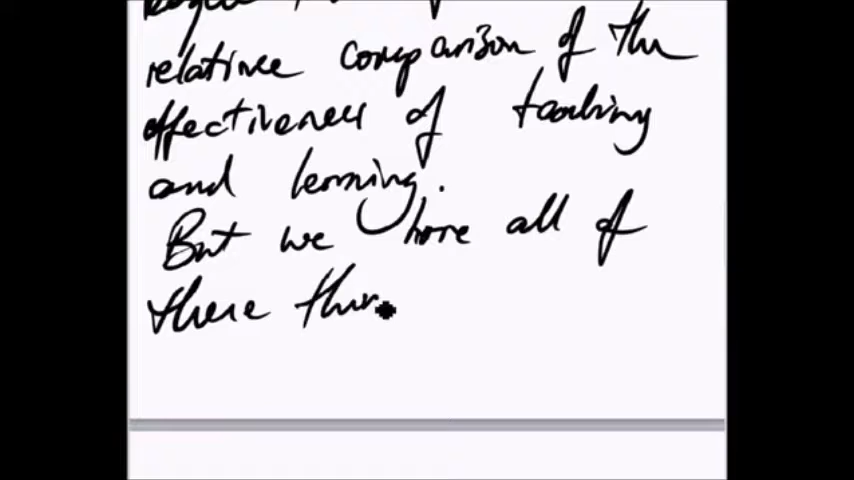 relative comparison of the
effectiveness of teaching
and learning.
But we have all of
these